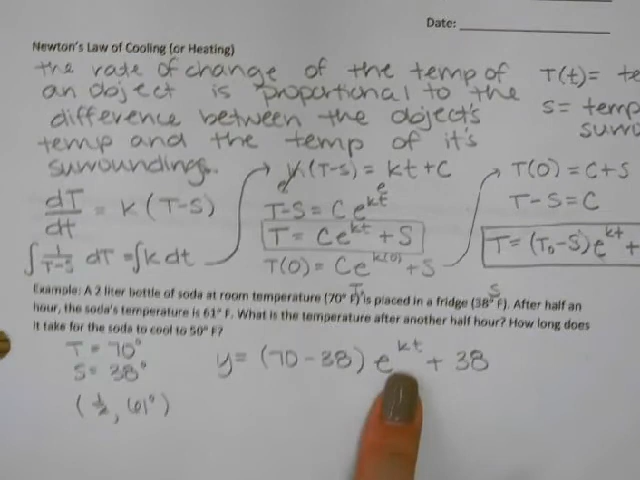 Date:
Newton's Law of Cooling (or Heating)
the rate of change of the temp of
an object is proportional to the
difference between the object's
temp and the temp of it's
surroundings.
T(t) = te
S = temp
surro
dT/dt = K (T-S)
∫ 1/T-S dT = ∫ K dt
(T-S) = kt + C
T-S = Ce^kt
T = Ce^kt + S
T(0) = Ce^k(0) + S
T(0) = C + S
T - S = C
T = (T₀-S) e^kt +
T S
Example: A 2 liter bottle of soda at room temperature (70° F) is placed in a fridge (38° F). After half an
hour, the soda's temperature is 61° F. What is the temperature after another half hour? How long does
it take for the soda to cool to 50° F?
T = 70°
S = 38°
(½, 61°)
y = (70 - 38) e^kt + 38